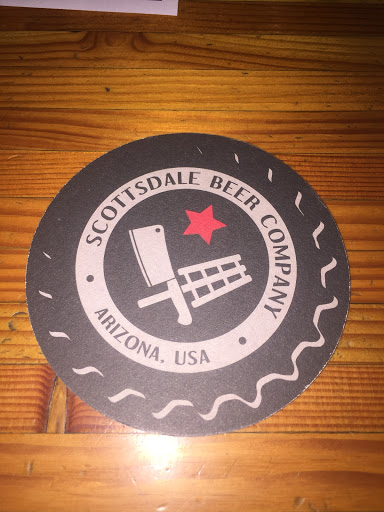 SCOTTSDALE BEER COMPANY
ARIZONA, USA